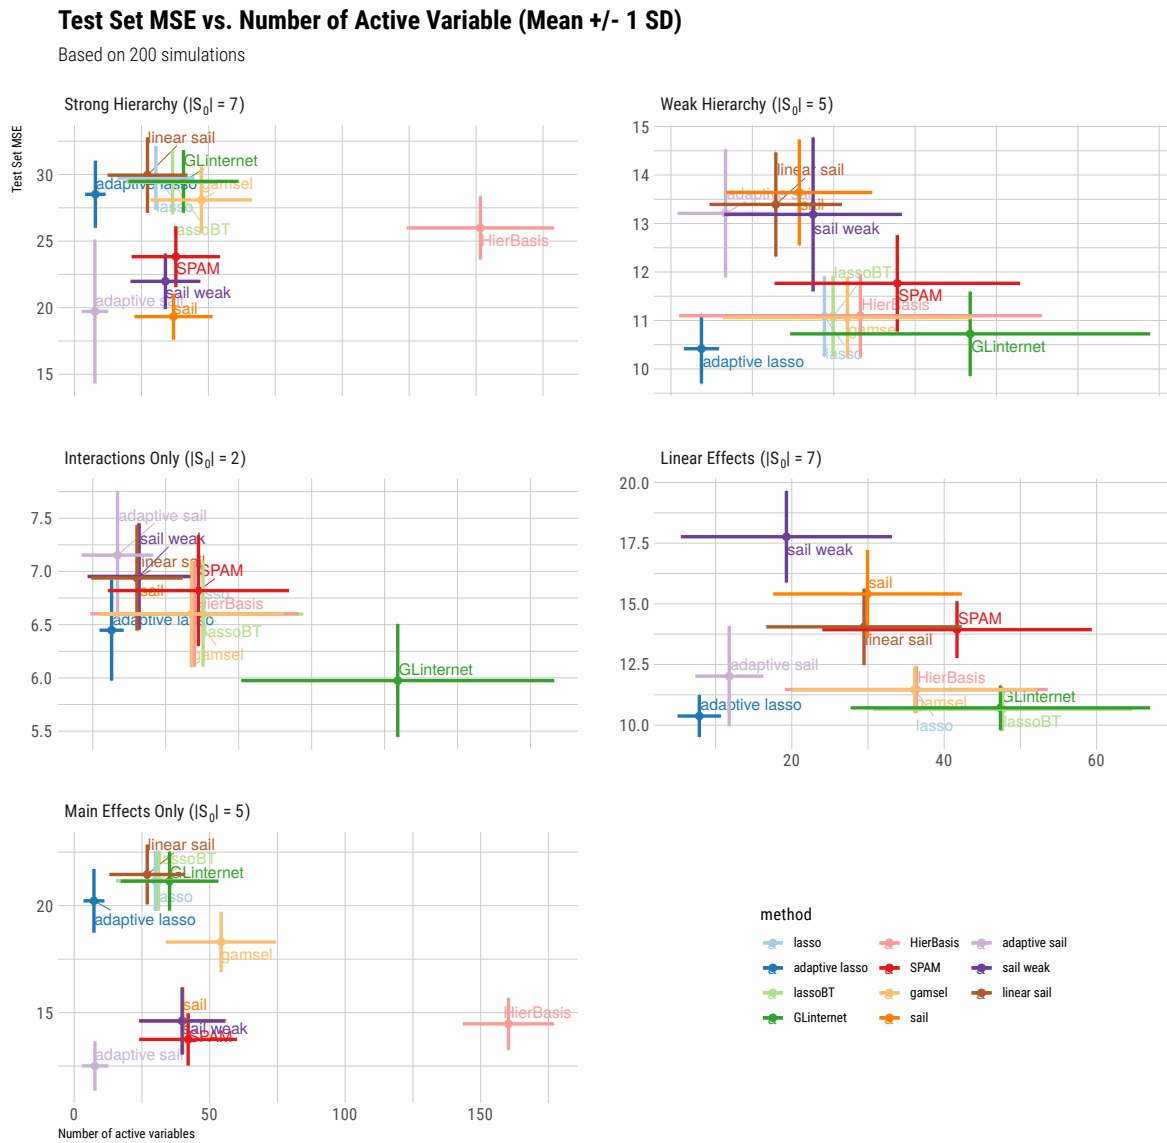 Test Set MSE vs. Number of Active Variable (Mean +/- 1 SD)
Based on 200 simulations
Strong Hierarchy (|S0| = 7)
Test Set MSE
30
25
20
15
linear sail
GLinternet
adaptive lasso
gamsel
lasso
lassoBT
HierBasis
SPAM
sail weak
adaptive sail
sail
Weak Hierarchy (|S0| = 5)
15
14
13
12
11
10
linear sail
adaptive sail
sail
sail weak
lassoBT
SPAM
HierBasis
gamsel
GLinternet
lasso
adaptive lasso
Interactions Only (|S0| = 2)
7.5
7.0
6.5
6.0
5.5
adaptive sail
sail weak
linear sail
SPAM
sail
lasso
HierBasis
adaptive lasso
lassoBT
gamsel
GLinternet
Linear Effects (|S0| = 7)
20.0
17.5
15.0
12.5
10.0
sail weak
sail
SPAM
linear sail
adaptive sail
HierBasis
GLinternet
adaptive lasso
gamsel
lassoBT
lasso
20
40
60
Main Effects Only (|S0| = 5)
20
15
linear sail
lassoBT
GLinternet
lasso
adaptive lasso
gamsel
sail
HierBasis
sail weak
SPAM
adaptive sail
0
50
100
150
Number of active variables
method
lasso
HierBasis
adaptive sail
adaptive lasso
SPAM
sail weak
lassoBT
gamsel
linear sail
GLinternet
sail